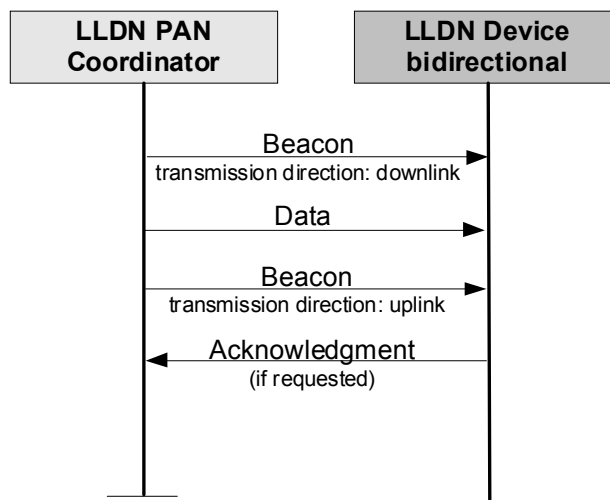 LLDN PAN
Coordinator
LLDN Device
bidirectional
Beacon
transmission direction: downlink
Data
Beacon
transmission direction: uplink
Acknowledgment
(if requested)